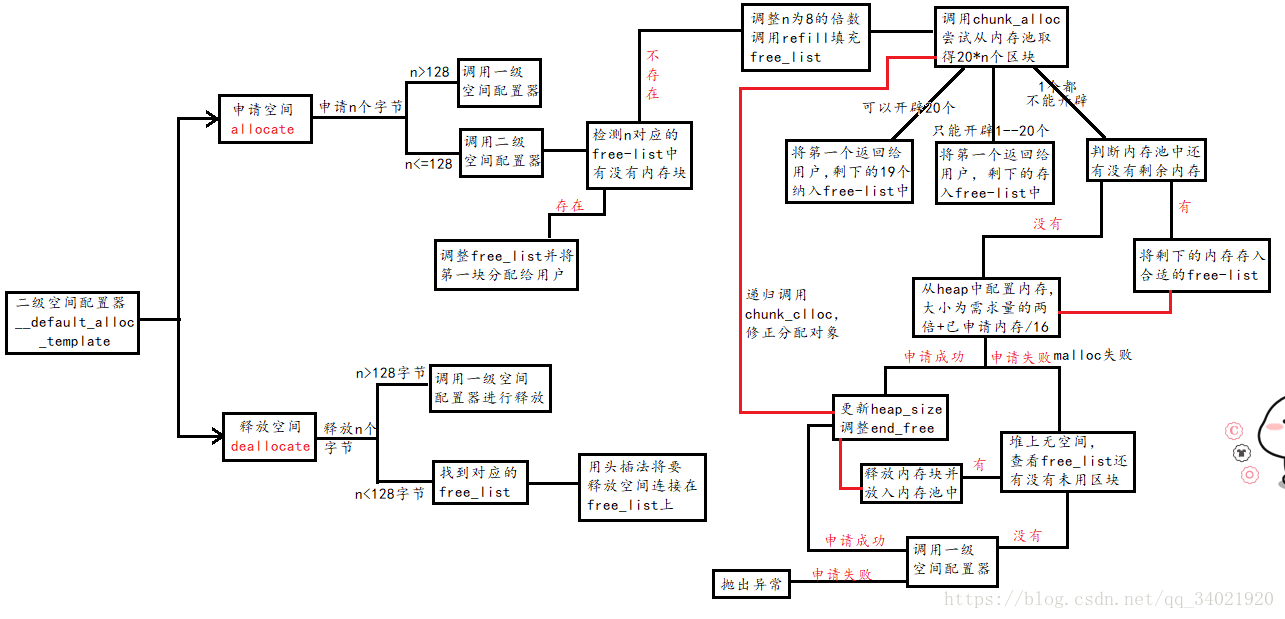 二级空间配置器
__default_alloc
_template
申请空间
allocate
申请n个字节
n>128
调用一级
空间配置器
n<=128
调用二级
空间配置器
检测n对应的
free-list中
有没有内存块
存在
调整free_list并将
第一块分配给用户
不
存
在
调整n为8的倍数
调用refill填充
free_list
调用chunk_alloc
尝试从内存池取
得20*n个区块
可以开辟20个
将第一个返回给
用户,剩下的19个
纳入free-list中
只能开辟1--20个
将第一个返回给
用户, 剩下的存
入free-list中
1个都
不能开辟
判断内存池中还
有没有剩余内存
没有
有
将剩下的内存存入
合适的free-list
从heap中配置内存,
大小为需求量的两
倍+已申请内存/16
递归调用
chunk_clloc,
修正分配对象
申请成功
申请失败
malloc失败
更新heap_size
调整end_free
堆上无空间,
查看free_list还
有没有未用区块
有
释放内存块并
放入内存池中
没有
调用一级
空间配置器
申请成功
申请失败
抛出异常
释放空间
deallocate
释放n个
字节
n>128字节
调用一级空间
配置器进行释放
n<128字节
找到对应的
free_list
用头插法将要
释放空间连接在
free_list上
https://blog.csdn.net/qq_34021920